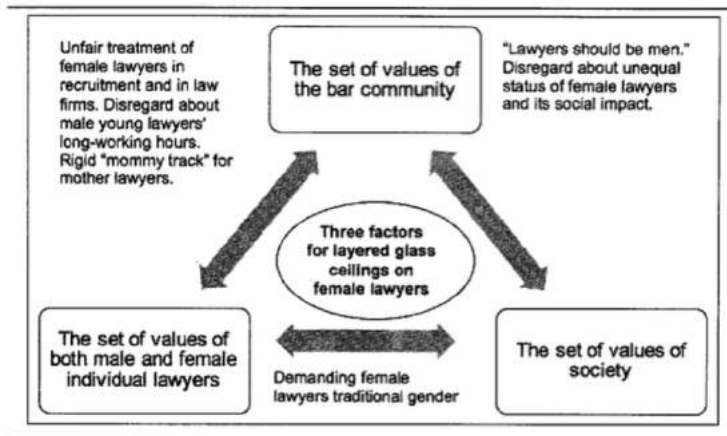 Unfair treatment of
female lawyers in
recruitment and in law
firms. Disregard about
male young lawyers'
long-working hours.
Rigid "mommy track" for
mother lawyers.
The set of values of
the bar community
"Lawyers should be men."
Disregard about unequal
status of female lawyers
and its social impact.
Three factors
for layered glass
ceilings on
female lawyers
The set of values of
both male and female
individual lawyers
Demanding female
lawyers traditional gender
The set of values of
society